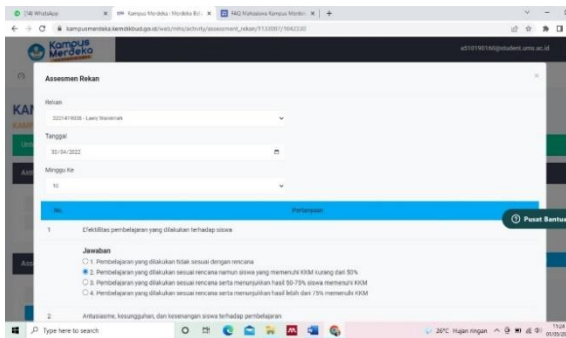 WhatsApp
Kampus Merdeka - Merdeka Bel
FAQ Mahasiswa Kampus Merdek
kampusmerdeka.kemdikbud.go.id/web/mhs/activity/assessment_rekan/
Kampus
Merdeka
Asesmen Rekan
Rekan
Tanggal
02/04/2022
Minggu Ke
10
No.
Pertanyaan
Pusat Bantua
1
Efektifitas pembelajaran yang dilakukan terhadap siswa
Jawaban
1. Pembelajaran yang dilakukan tidak sesuai dengan rencana
2. Pembelajaran yang dilakukan sesuai rencana namun siswa yang memenuhi KKM kurang dari 50%
3. Pembelajaran yang dilakukan sesuai rencana serta menunjukkan hasil 50-75% siswa memenuhi KKM
4. Pembelajaran yang dilakukan sesuai rencana serta menunjukkan hasil lebih dari 75% memenuhi KKM
2
Antusiasme, kesungguhan, dan kesenangan siswa terhadap pembelajaran
Type here to search
26°C Hujan ringan
11:24